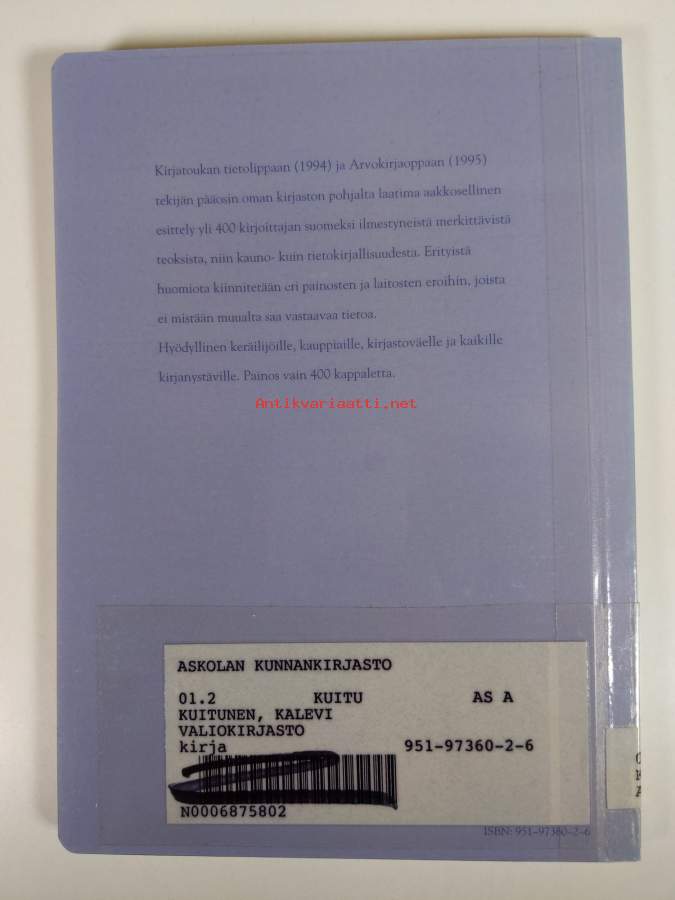 Kirjatoukan tietolippaan (1994) ja Arvokirjaoppaan (1995)
tekijän pääosin oman kirjaston pohjalta laatima aakkosellinen
esittely yli 400 kirjoittajan suomeksi ilmestyneistä merkittävistä
teoksista, niin kauno- kuin tietokirjallisuudesta. Erityistä
huomiota kiinnitetään eri painosten ja laitosten eroihin, joista
ei mistään muualta saa vastaavaa tietoa.
Hyödyllinen keräilijöille, kauppiaille, kirjastoväelle ja kaikille
kirjanystäville. Painos vain 400 kappaletta.
Antikvariaatti.net
ASKOLAN KUNNANKIRJASTO
01.2 KUITU AS A
KUITUNEN, KALEVI
VALIOKIRJASTO
kirja 951-97360-2-6
N0006875802
ISBN: 951-97360-2-6